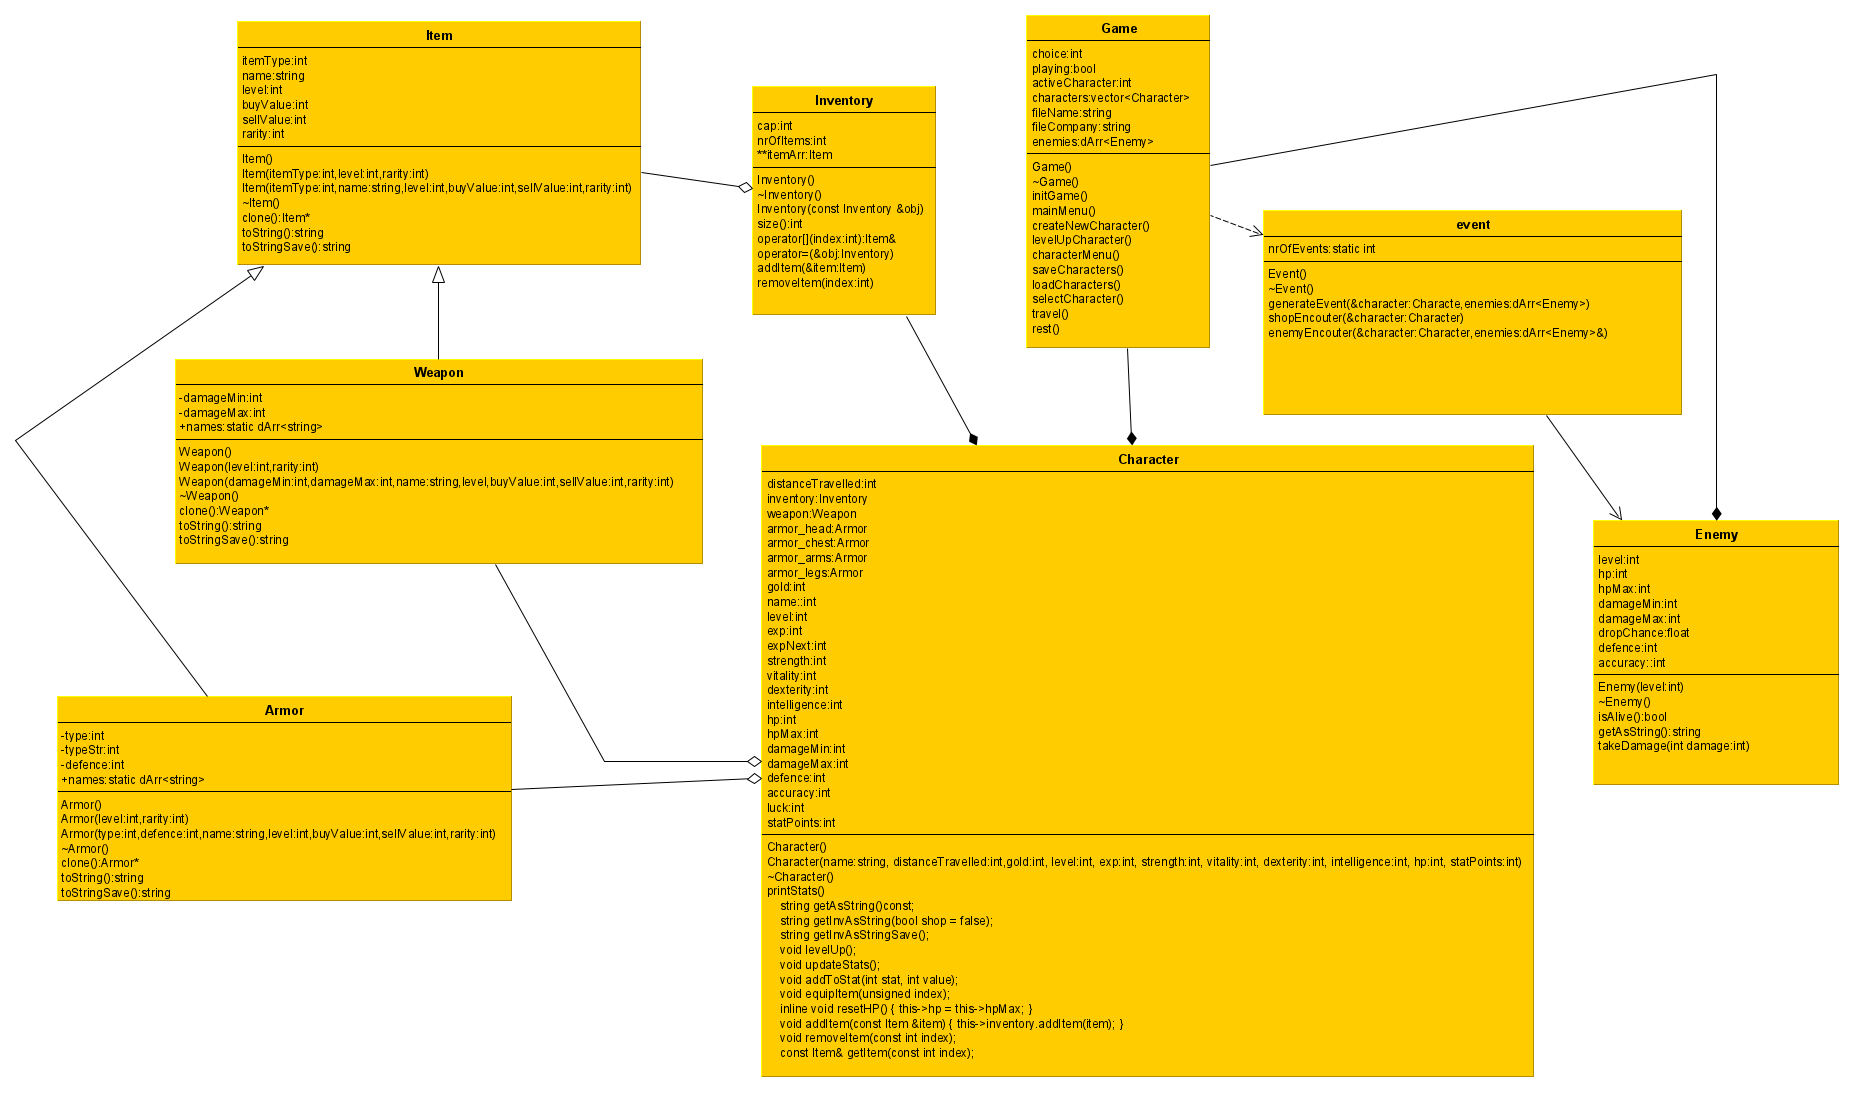 Item
itemType:int
name:string
level:int
buyValue:int
sellValue:int
rarity:int
Item()
Item(itemType:int,level:int,rarity:int)
Item(itemType:int,name:string,level:int,buyValue:int,sellValue:int,rarity:int)
~Item()
clone():Item*
toString():string
toStringSave():string
Inventory
cap:int
nrOfItems:int
**itemArr:Item
Inventory()
~Inventory()
Inventory(const Inventory &obj)
size():int
operator[](index:int):Item&
operator=(&obj:Inventory)
addItem(&item:Item)
removeItem(index:int)
Game
choice:int
playing:bool
activeCharacter:int
characters:vector<Character>
fileName:string
fileCompany:string
enemies:dArr<Enemy>
Game()
~Game()
initGame()
mainMenu()
createNewCharacter()
levelUpCharacter()
characterMenu()
saveCharacters()
loadCharacters()
selectCharacter()
travel()
rest()
event
nrOfEvents:static int
Event()
~Event()
generateEvent(&character:Characte,enemies:dArr<Enemy>)
shopEncouter(&character:Character)
enemyEncouter(&character:Character,enemies:dArr<Enemy>&)
Weapon
-damageMin:int
-damageMax:int
+names:static dArr<string>
Weapon()
Weapon(level:int,rarity:int)
Weapon(damageMin:int,damageMax:int,name:string,level,buyValue:int,sellValue:int,rarity:int)
~Weapon()
clone():Weapon*
toString():string
toStringSave():string
Character
distanceTravelled:int
inventory:Inventory
weapon:Weapon
armor_head:Armor
armor_chest:Armor
armor_arms:Armor
armor_legs:Armor
gold:int
name::int
level:int
exp:int
expNext:int
strength:int
vitality:int
dexterity:int
intelligence:int
hp:int
hpMax:int
damageMin:int
damageMax:int
defence:int
accuracy:int
luck:int
statPoints:int
Character()
Character(name:string, distanceTravelled:int,gold:int, level:int, exp:int, strength:int, vitality:int, dexterity:int, intelligence:int, hp:int, statPoints:int)
~Character()
printStats()
string getAsString()const;
string getInvAsString(bool shop = false);
string getInvAsStringSave();
void levelUp();
void updateStats();
void addToStat(int stat, int value);
void equipItem(unsigned index);
inline void resetHP() { this->hp = this->hpMax; }
void addItem(const Item &item) { this->inventory.addItem(item); }
void removeItem(const int index);
const Item& getItem(const int index);
Enemy
level:int
hp:int
hpMax:int
damageMin:int
damageMax:int
dropChance:float
defence:int
accuracy::int
Enemy(level:int)
~Enemy()
isAlive():bool
getAsString():string
takeDamage(int damage:int)
Armor
-type:int
-typeStr:int
-defence:int
+names:static dArr<string>
Armor()
Armor(level:int,rarity:int)
Armor(type:int,defence:int,name:string,level:int,buyValue:int,sellValue:int,rarity:int)
~Armor()
clone():Armor*
toString():string
toStringSave():string